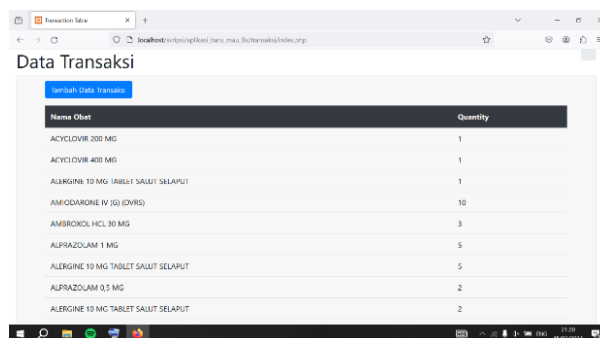 Transaction Table
localhost/skripsi/aplikasi_baru_mau_fix/transaksi/index.php
Data Transaksi
Tambah Data Transaksi
Nama Obat Quantity
ACYCLOVIR 200 MG 1
ACYCLOVIR 400 MG 1
ALERGINE 10 MG TABLET SALUT SELAPUT 1
AMIODARONE IV (G) (DVRS) 10
AMBROXOL HCL 30 MG 3
ALPRAZOLAM 1 MG 5
ALERGINE 10 MG TABLET SALUT SELAPUT 5
ALPRAZOLAM 0,5 MG 2
ALERGINE 10 MG TABLET SALUT SELAPUT 2
ENG 21:20